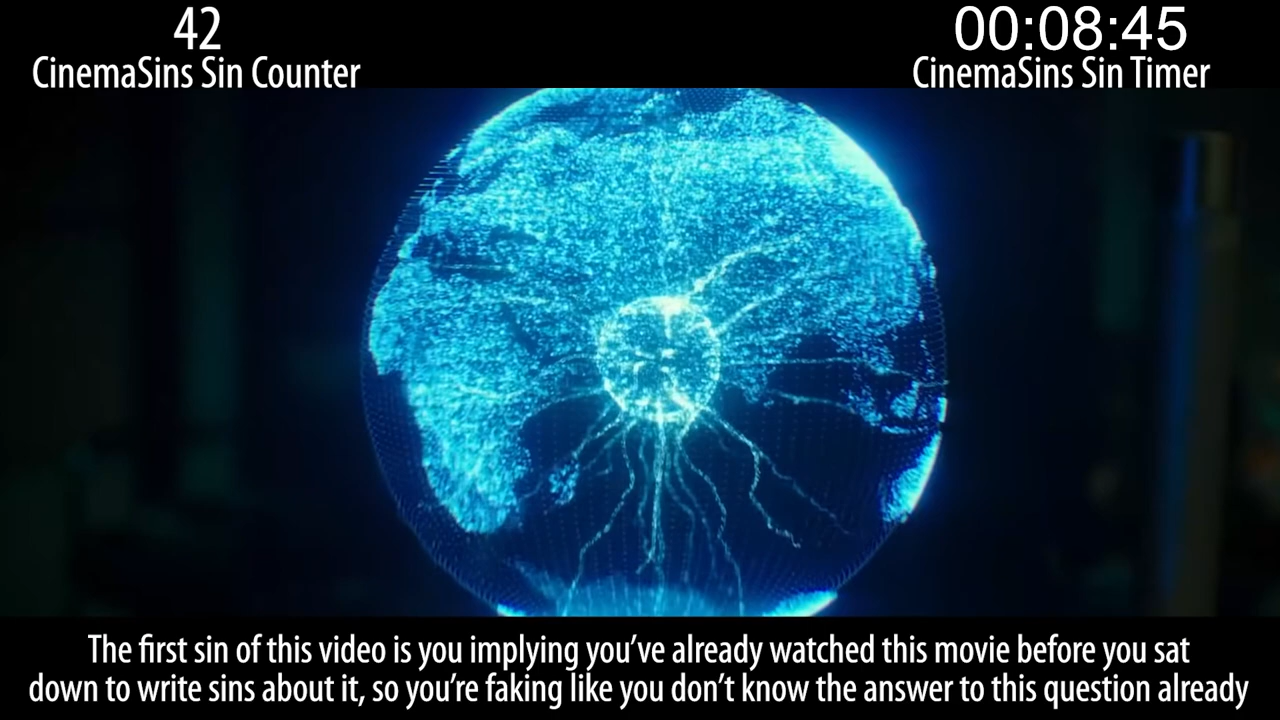 42
CinemaSins Sin Counter
00:08:45
CinemaSins Sin Timer
The first sin of this video is you implying you’ve already watched this movie before you sat
down to write sins about it, so you’re faking like you don’t know the answer to this question already